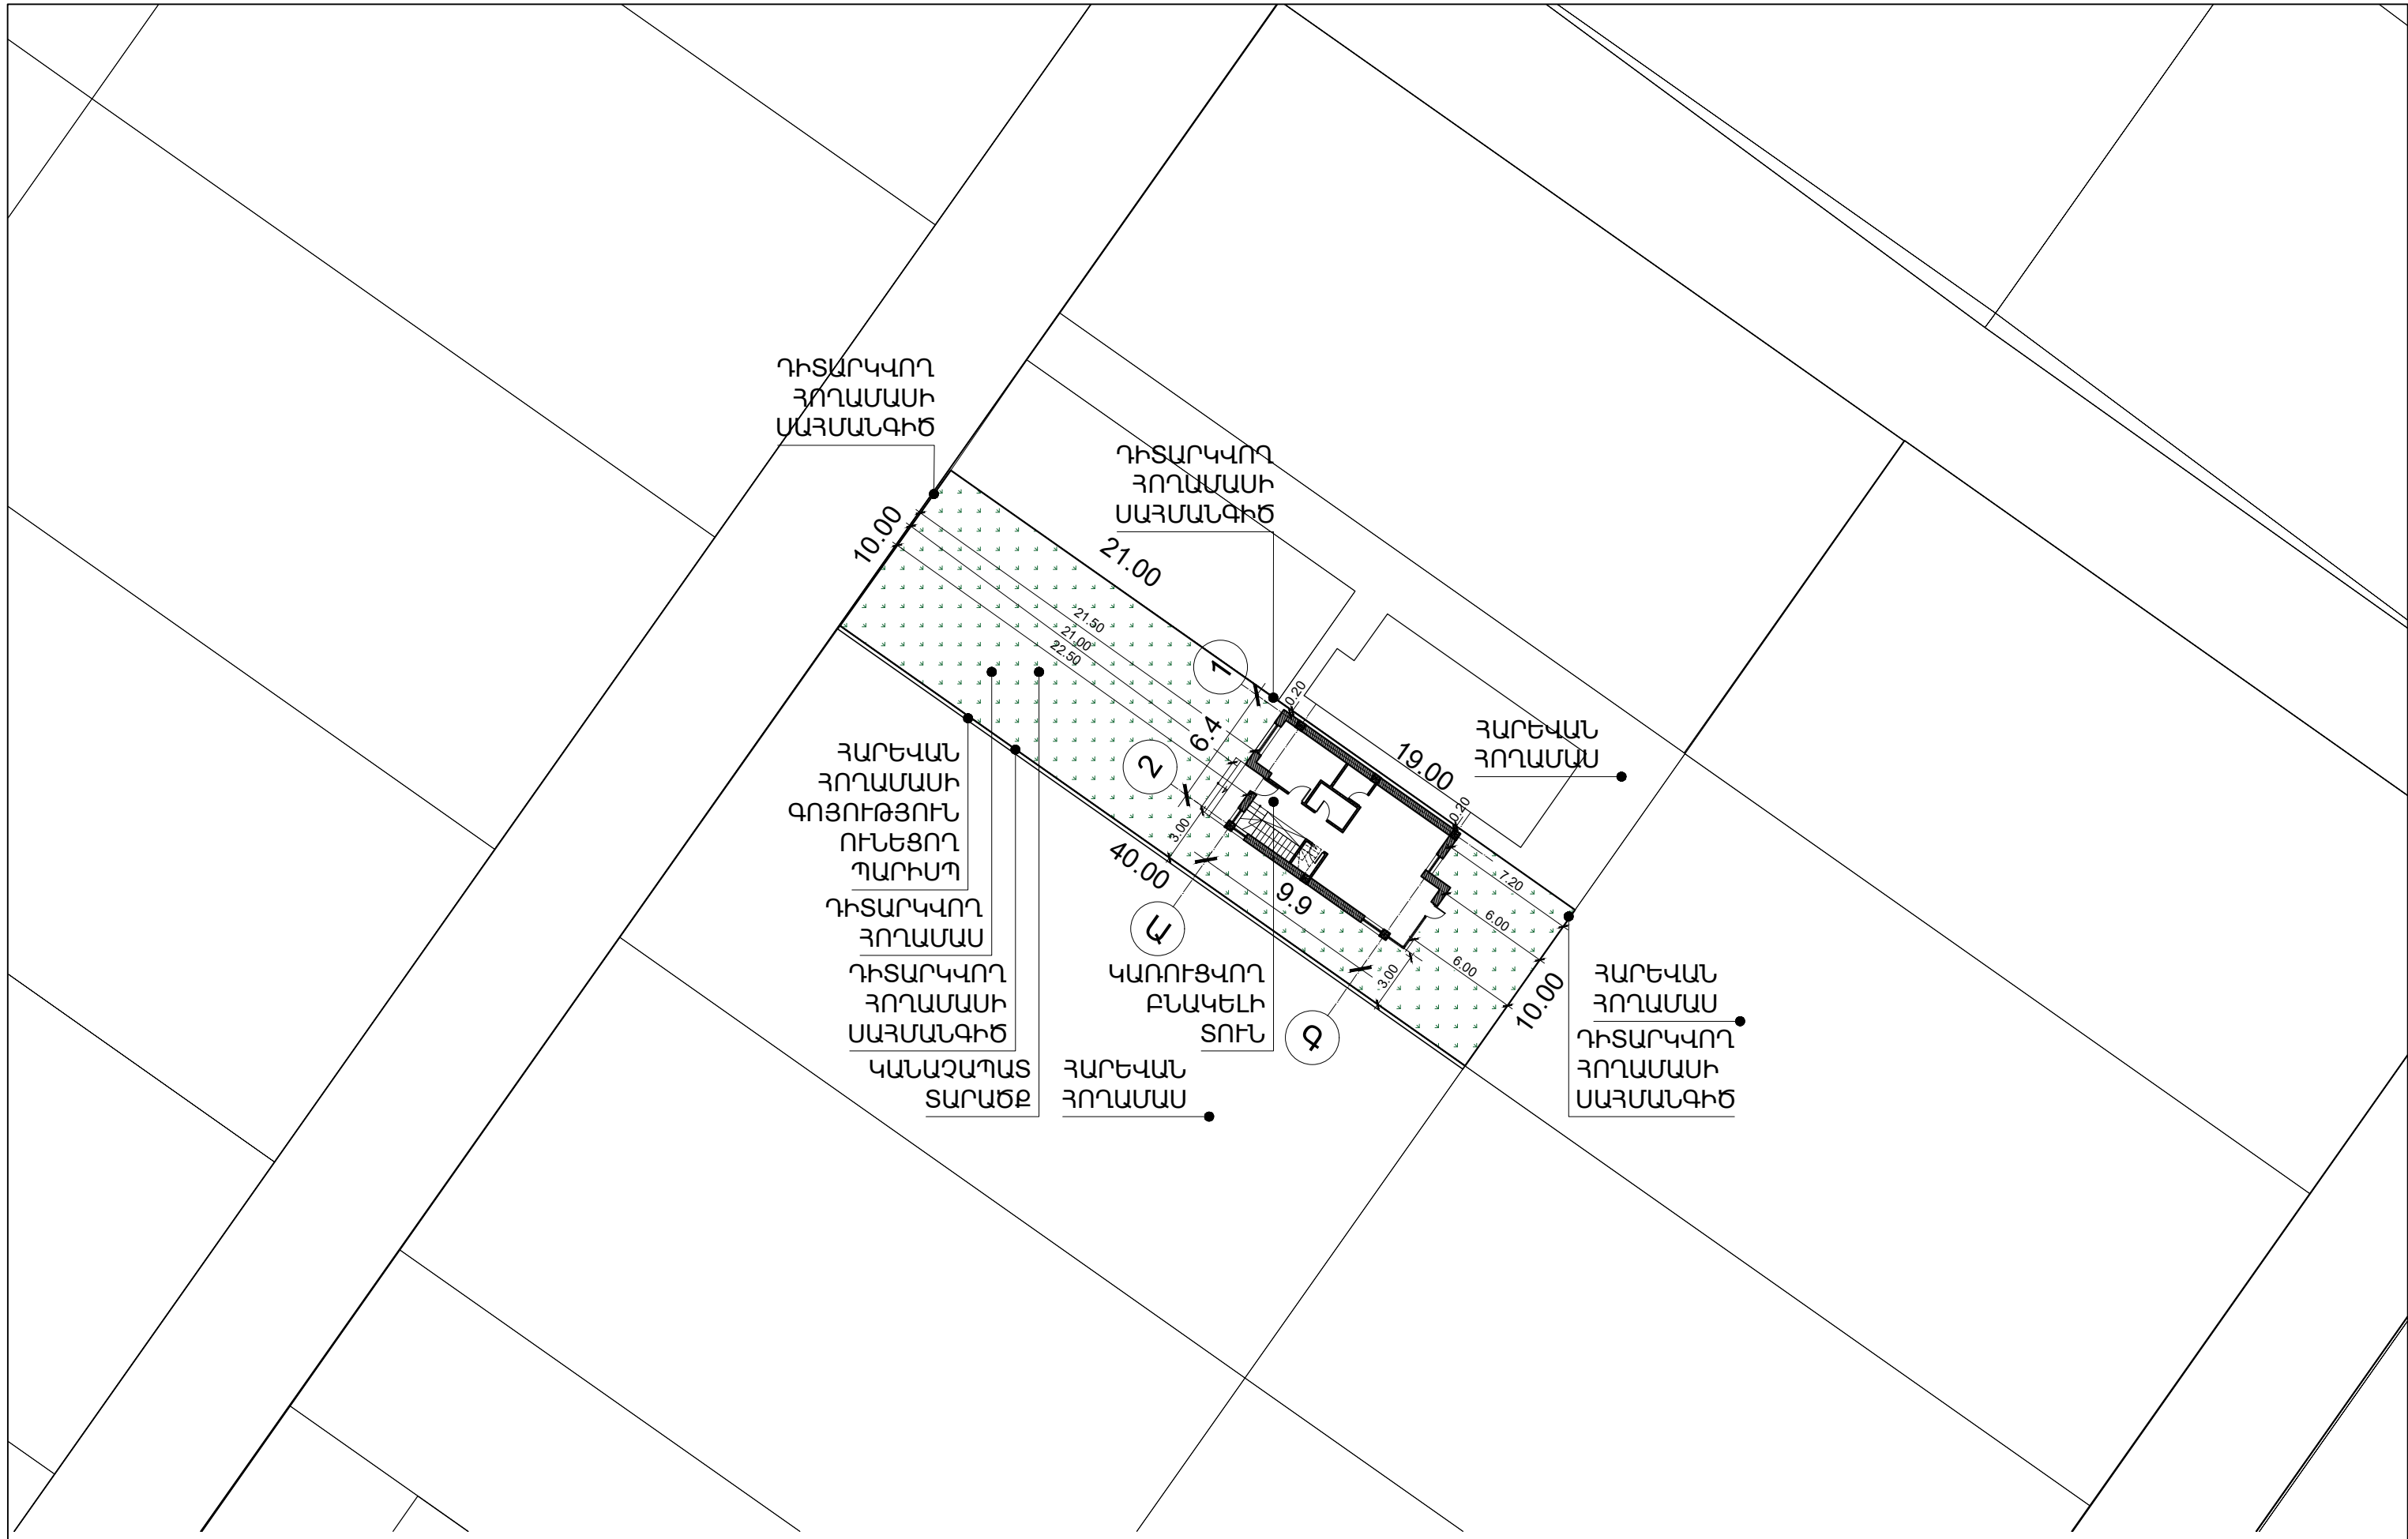 ԴԻՏԱՐԿՎՈՂ
ՀՈՂԱՄԱՍԻ
ՍԱՀՄԱՆԳԻԾ
ԴԻՏԱՐԿՎՈՂ
ՀՈՂԱՄԱՍԻ
ՍԱՀՄԱՆԳԻԾ
10.00
21.00
21.50
21.00
22.50
1
0.20
6.4
2
19.00
ՀԱՐԵՎԱՆ
ՀՈՂԱՄԱՍ
0.20
3.00
40.00
9.9
7.20
6.00
6.00
3.00
10.00
Ա
Գ
ՀԱՐԵՎԱՆ
ՀՈՂԱՄԱՍԻ
ԳՈՅՈՒԹՅՈՒՆ
ՈՒՆԵՑՈՂ
ՊԱՐԻՍՊ
ԴԻՏԱՐԿՎՈՂ
ՀՈՂԱՄԱՍ
ԴԻՏԱՐԿՎՈՂ
ՀՈՂԱՄԱՍԻ
ՍԱՀՄԱՆԳԻԾ
ԿԱՆԱՉԱՊԱՏ
ՏԱՐԱԾՔ
ԿԱՌՈՒՑՎՈՂ
ԲՆԱԿԵԼԻ
ՏՈՒՆ
ՀԱՐԵՎԱՆ
ՀՈՂԱՄԱՍ
ՀԱՐԵՎԱՆ
ՀՈՂԱՄԱՍ
ԴԻՏԱՐԿՎՈՂ
ՀՈՂԱՄԱՍԻ
ՍԱՀՄԱՆԳԻԾ